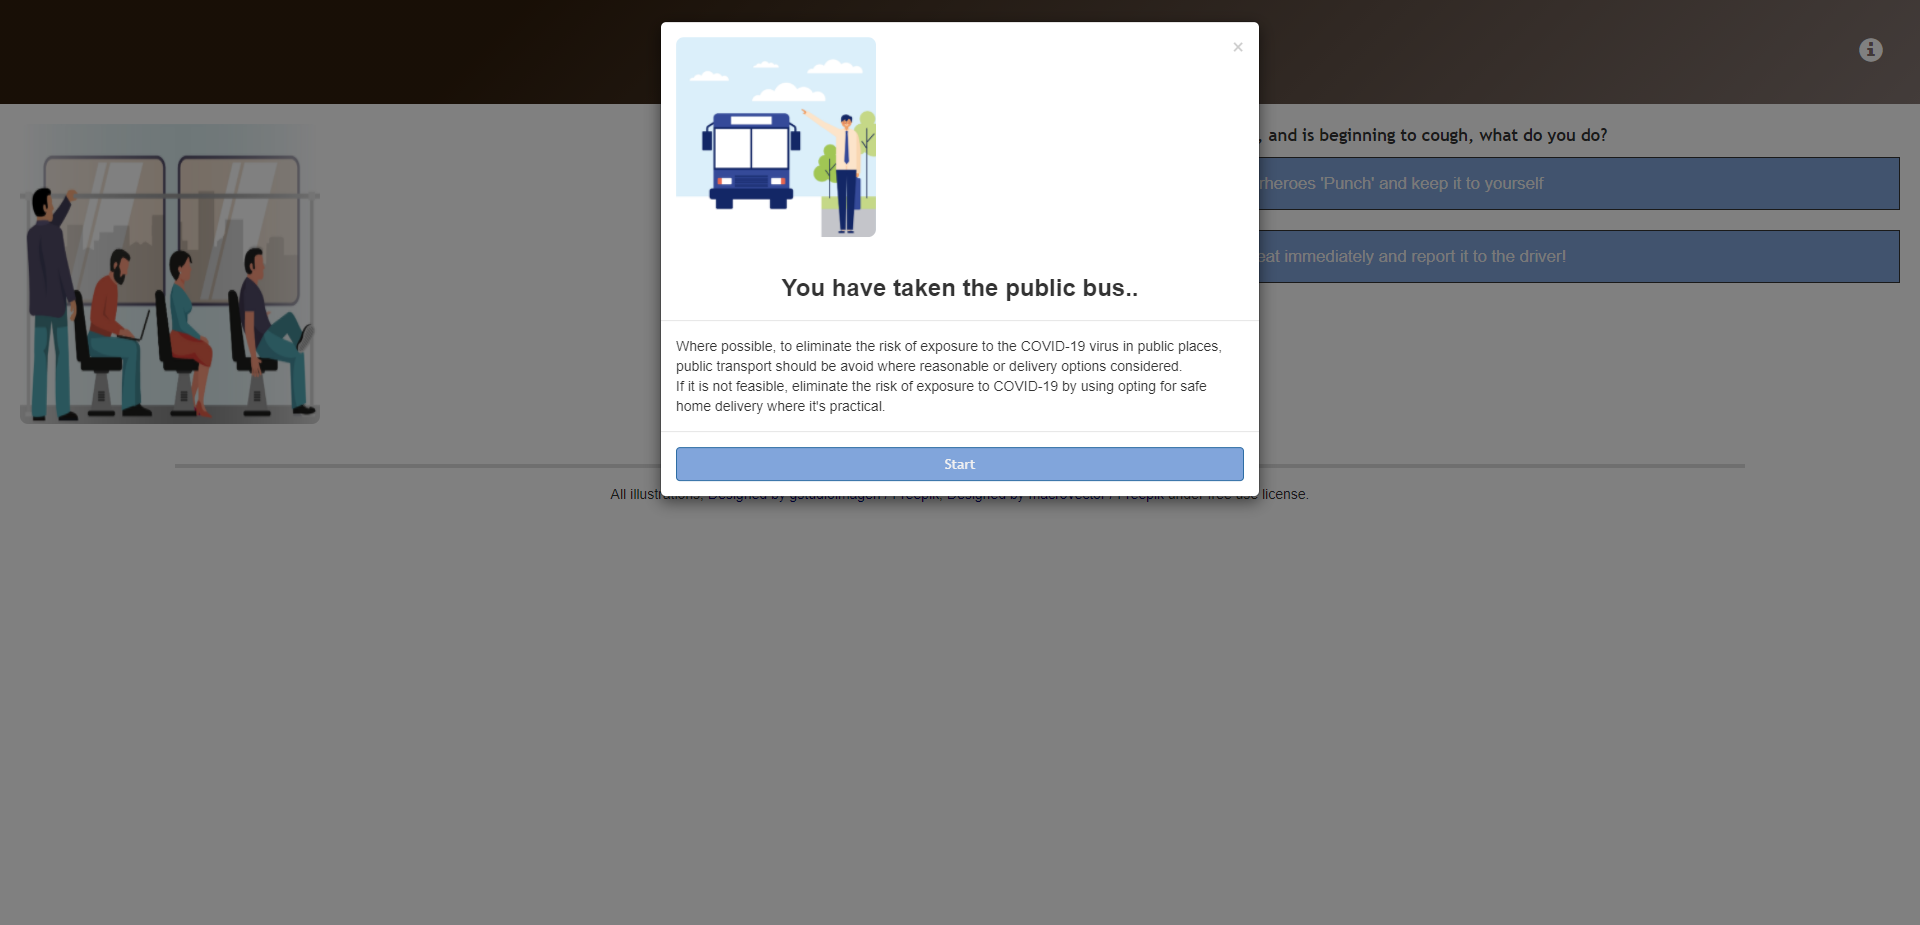 You have taken the public bus..
Where possible, to eliminate the risk of exposure to the COVID-19 virus in public places,
public transport should be avoid where reasonable or delivery options considered.
If it is not feasible, eliminate the risk of exposure to COVID-19 by using opting for safe
home delivery where it's practical.
Start
, and is beginning to cough, what do you do?
'Punch' and keep it to yourself
immediately and report it to the driver!
All license.